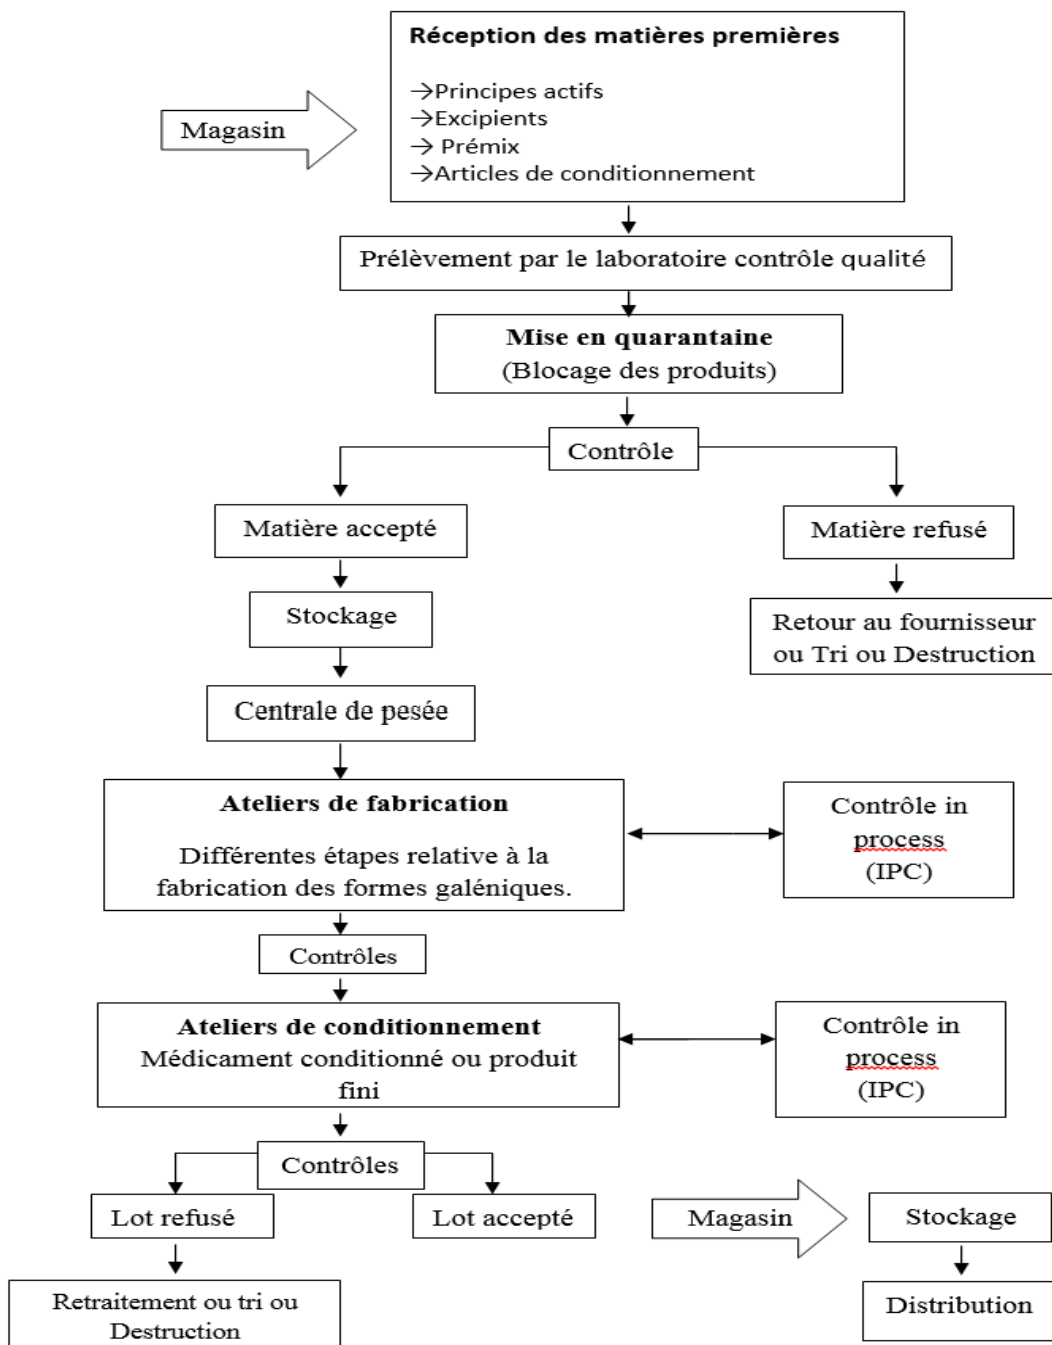 Réception des matières premières
→Principes actifs
→Excipients
→ Prémix
→Articles de conditionnement
Magasin
Prélèvement par le laboratoire contrôle qualité
Mise en quarantaine
(Blocage des produits)
Contrôle
Matière accepté
Matière refusé
Stockage
Retour au fournisseur
ou Tri ou Destruction
Centrale de pesée
Ateliers de fabrication
Différentes étapes relative à la
fabrication des formes galéniques.
Contrôle in
process
(IPC)
Contrôles
Ateliers de conditionnement
Médicament conditionné ou produit
fini
Contrôle in
process
(IPC)
Contrôles
Lot refusé
Lot accepté
Magasin
Stockage
Retraitement ou tri ou
Destruction
Distribution